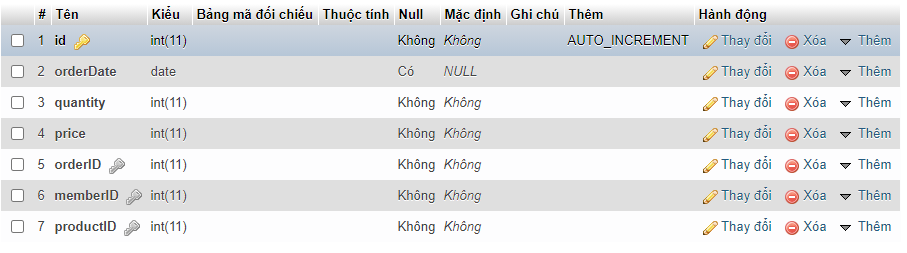 # Tên Kiểu Bảng mã đối chiếu Thuộc tính Null Mặc định Ghi chú Thêm Hành động
1 id int(11) Không Không AUTO_INCREMENT Thay đổi Xóa Thêm
2 orderDate date Có NULL Thay đổi Xóa Thêm
3 quantity int(11) Không Không Thay đổi Xóa Thêm
4 price int(11) Không Không Thay đổi Xóa Thêm
5 orderID int(11) Không Không Thay đổi Xóa Thêm
6 memberID int(11) Không Không Thay đổi Xóa Thêm
7 productID int(11) Không Không Thay đổi Xóa Thêm